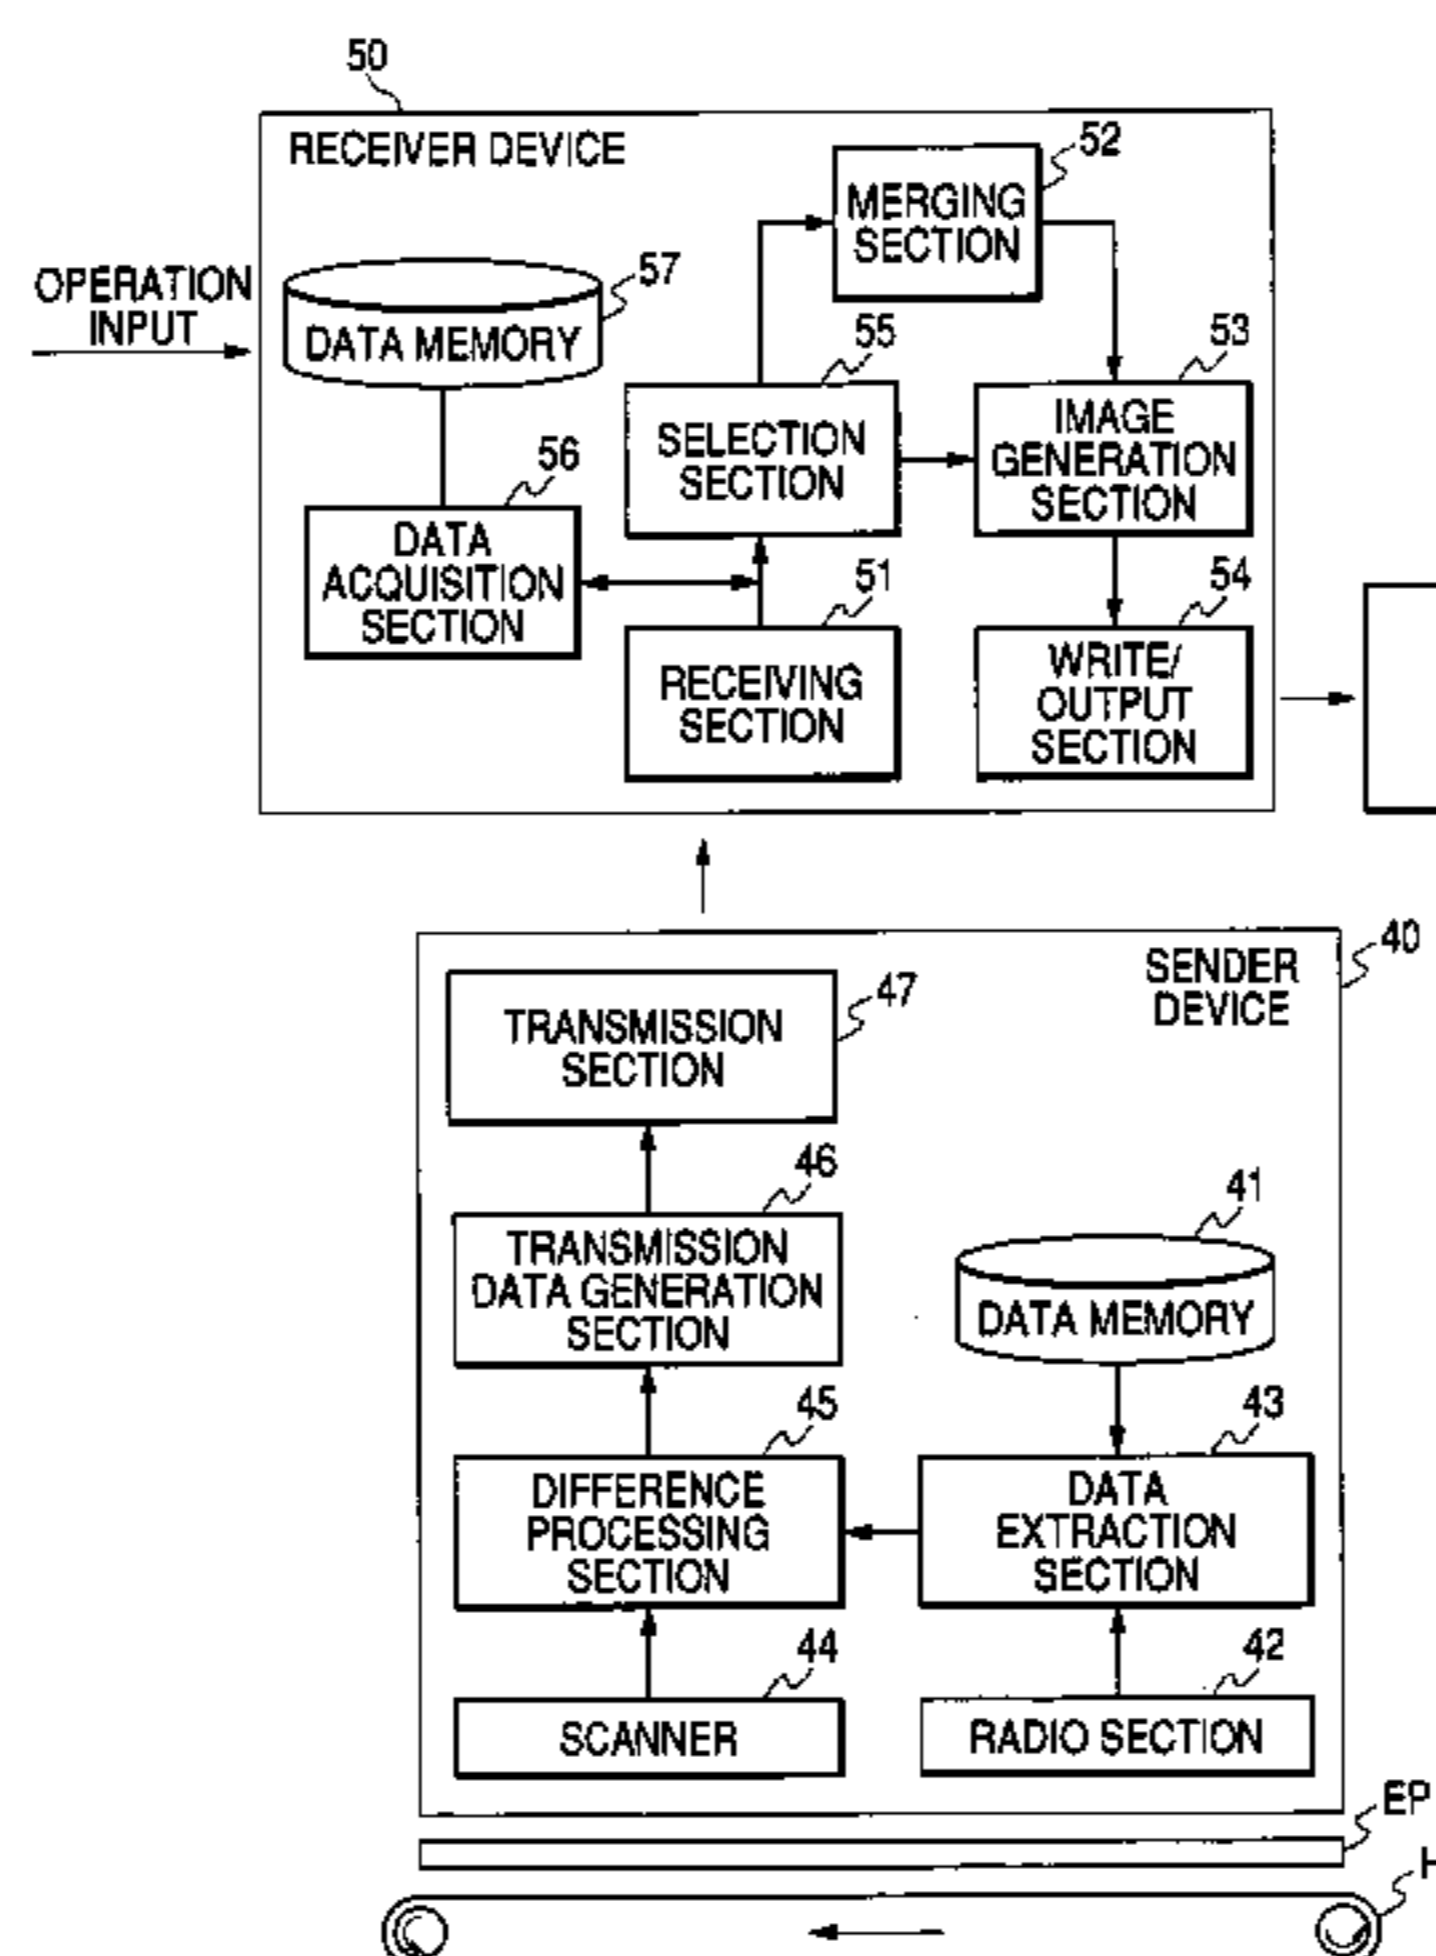 50
RECEIVER DEVICE
52
MERGING
SECTION
OPERATION
INPUT
57
DATA MEMORY
55
SELECTION
SECTION
53
IMAGE
GENERATION
SECTION
56
DATA
ACQUISITION
SECTION
51
RECEIVING
SECTION
54
WRITE/
OUTPUT
SECTION
40
SENDER
DEVICE
47
TRANSMISSION
SECTION
46
TRANSMISSION
DATA GENERATION
SECTION
41
DATA MEMORY
45
DIFFERENCE
PROCESSING
SECTION
43
DATA
EXTRACTION
SECTION
44
SCANNER
42
RADIO SECTION
EP
H